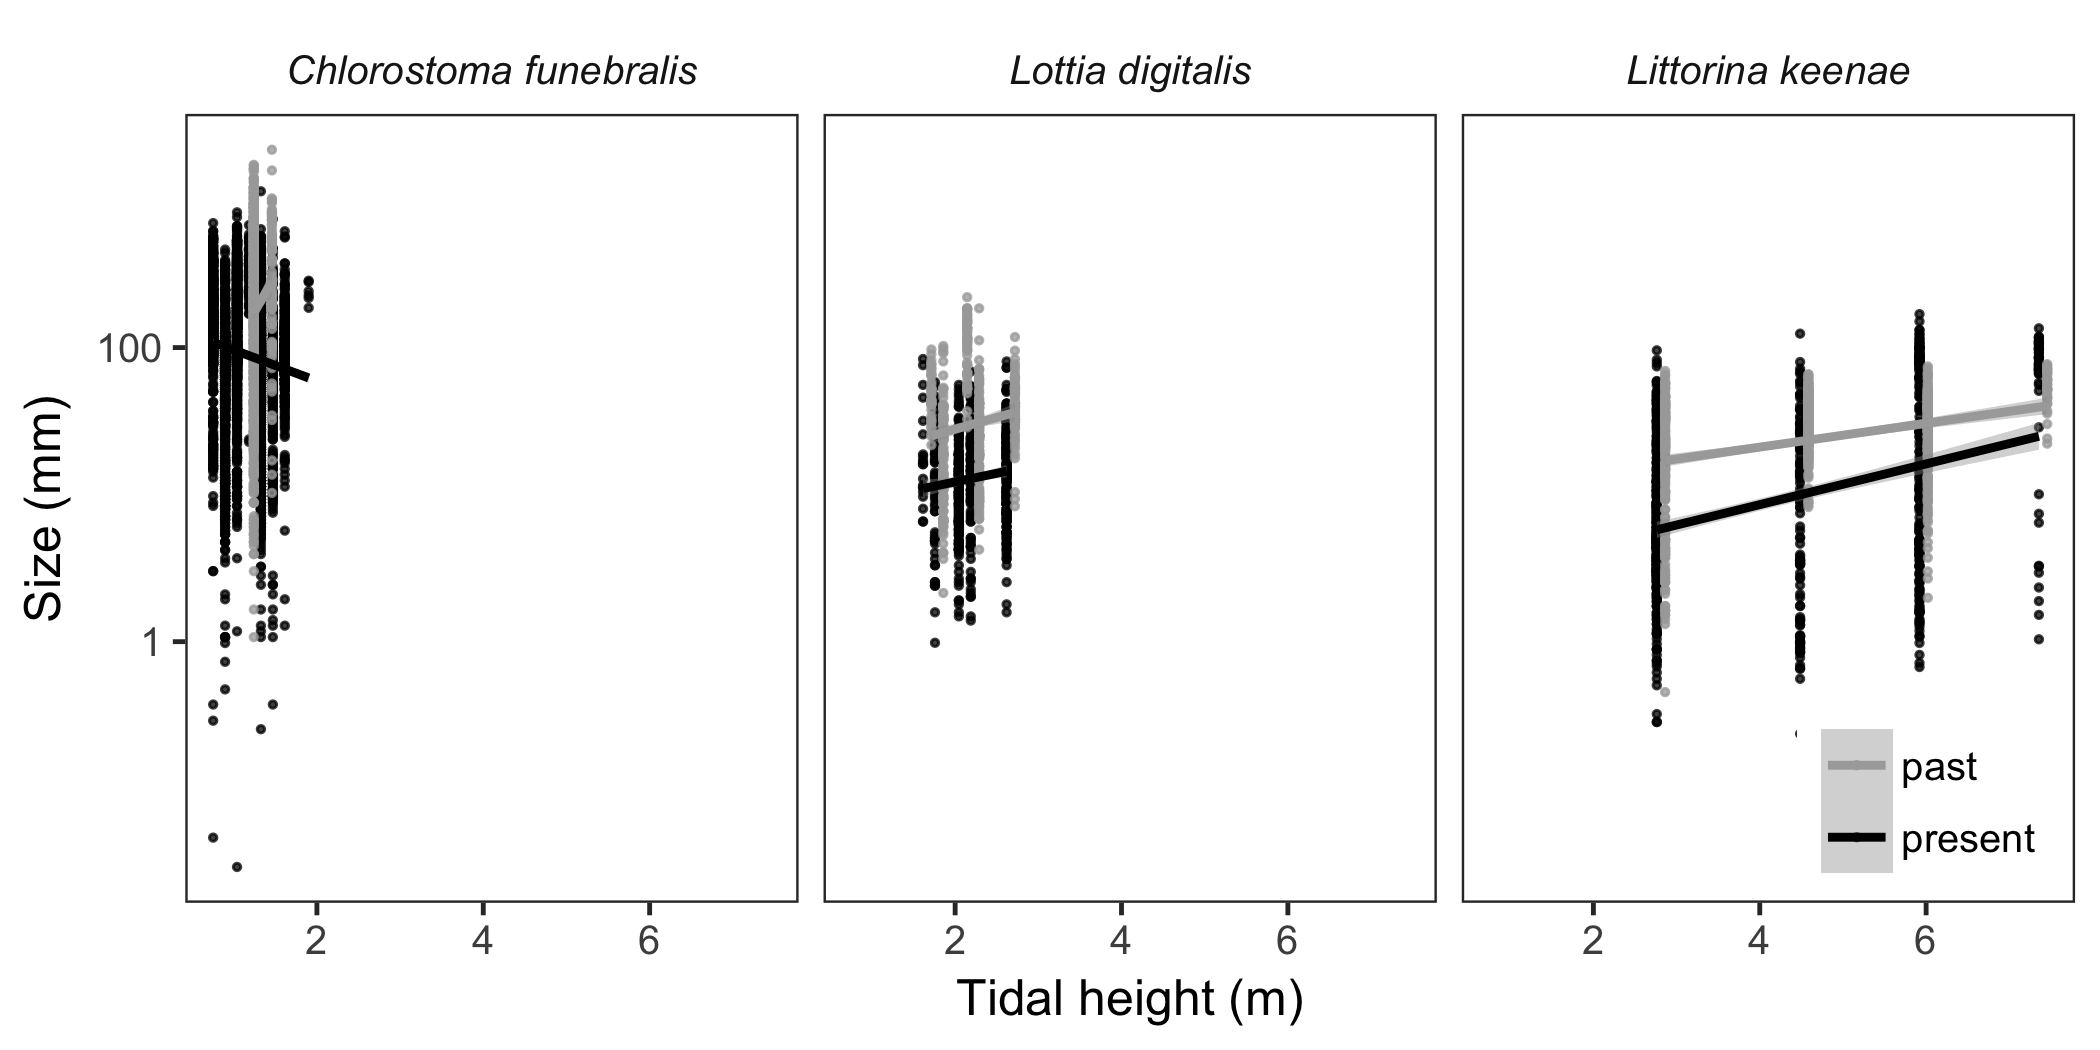 Chlorostoma funebralis
Lottia digitalis
Littorina keenae
Size (mm)
100
1
past
present
2 4 6
2 4 6
2 4 6
Tidal height (m)